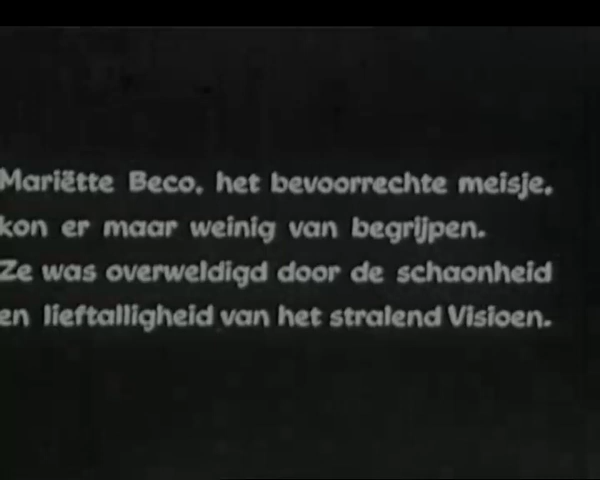 Mariëtte Beco, het bevoorrechte meisje,
kon er maar weinig van begrijpen.
Ze was overweldigd door de schaonheid
en lieftalligheid van het stralend Visioen.